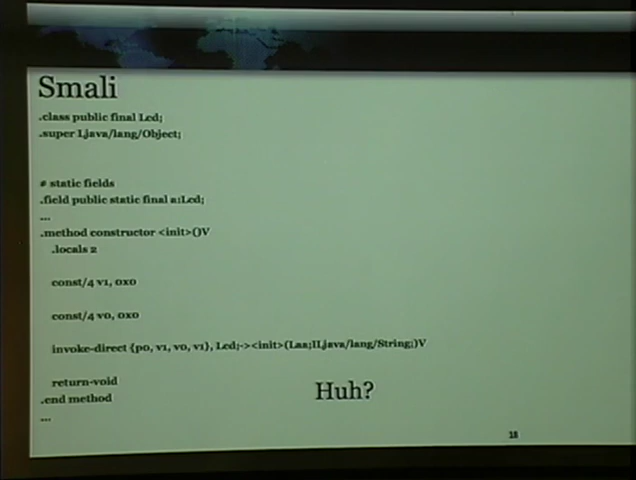 Smali
.class public final Lcd;
.super Ljava/lang/Object;
# static fields
.field public static final a:Lcd;
...
.method constructor <init>()V
.locals 2
const/4 v1, 0x0
const/4 v0, 0x0
invoke-direct {p0, v1, v0, v1}, Lcd;-><init>(Laa;ILjava/lang/String;)V
return-void
.end method
...
Huh?
18